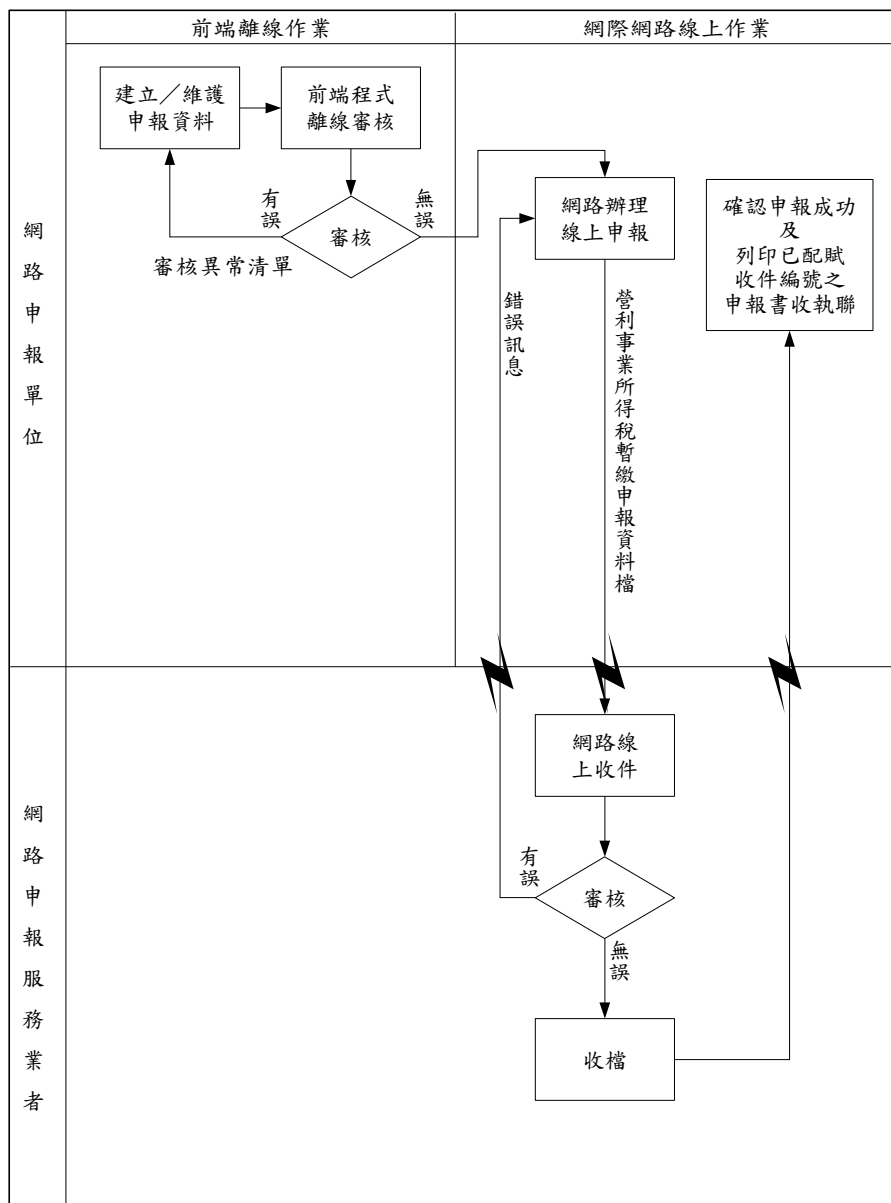 前端離線作業
網際網路線上作業
網路申報單位
建立／維護
申報資料
前端程式
離線審核
有誤
審核
無誤
審核異常清單
網路辦理
線上申報
確認申報成功
及
列印已配賦
收件編號之
申報書收執聯
錯誤訊息
營利事業所得稅暫繳申報資料檔
網路申報服務業者
網路線
上收件
有誤
審核
無誤
收檔